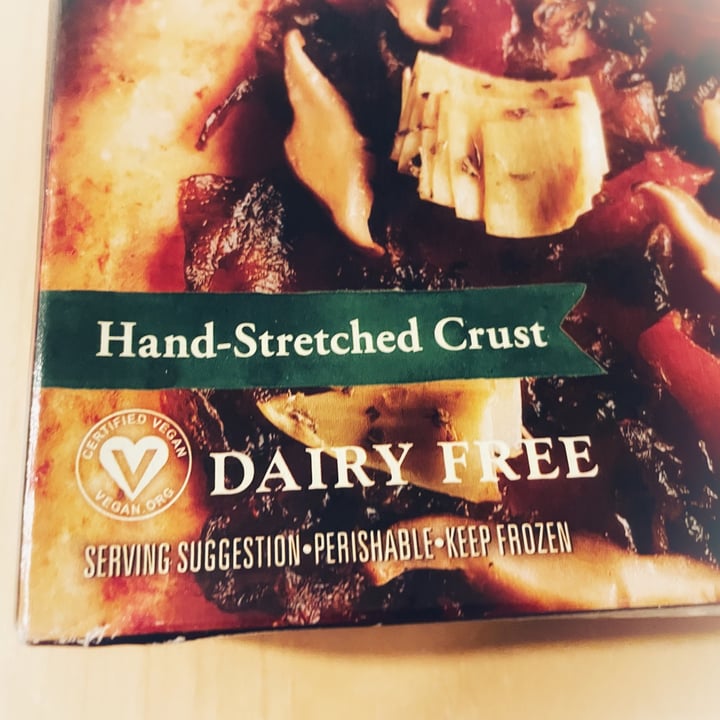 Hand-Stretched Crust
CERTIFIED VEGAN
VEGAN.ORG
DAIRY FREE
SERVING SUGGESTION•PERISHABLE•KEEP FROZEN